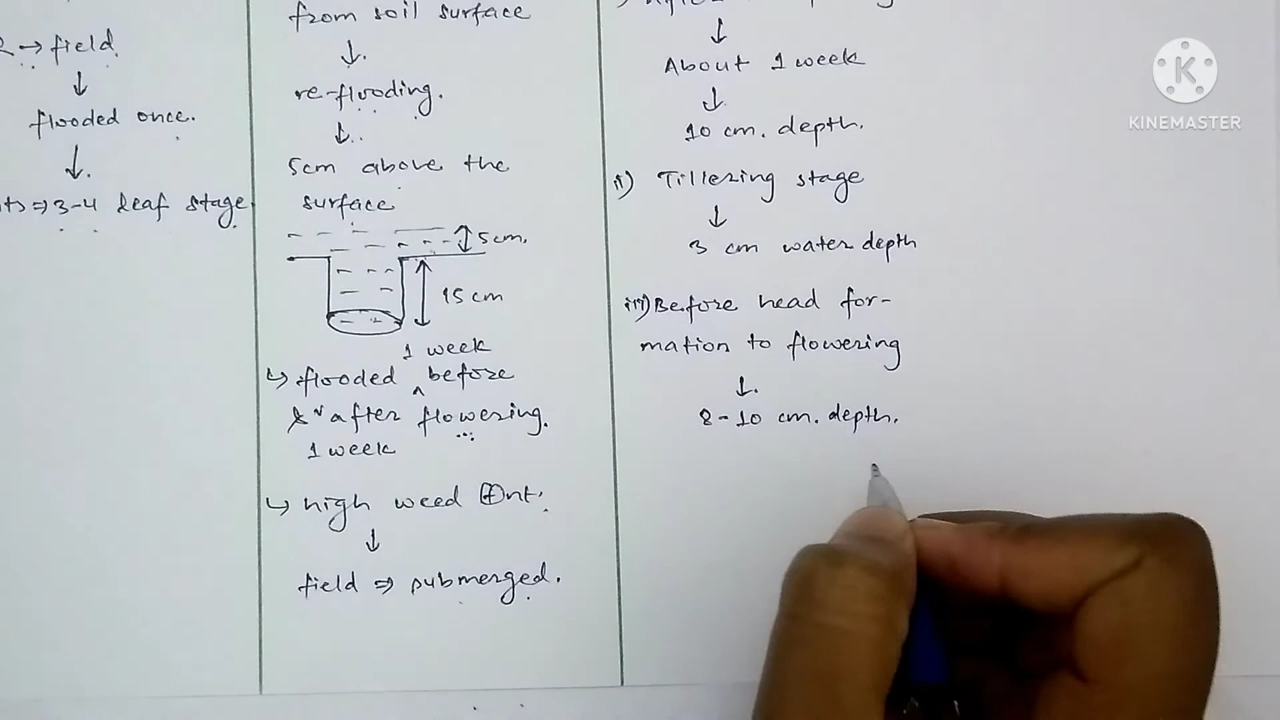 → field.
↓
flooded once.
↓
⇒ 3-4 leaf stage.
from soil surface
↓
re-flooding.
↓
5cm above the
surface
5cm.
15 cm
1 week
↳ flooded ^ before
& ᵛ after flowering.
1 week
↳ high weed ⊕nt.
↓
field ⇒ submerged.
↓
About 1 week
↓
10 cm. depth.
ii) Tillering stage
↓
3 cm water depth
iii) Before head for-
mation to flowering
↓
8-10 cm. depth.
KINEMASTER